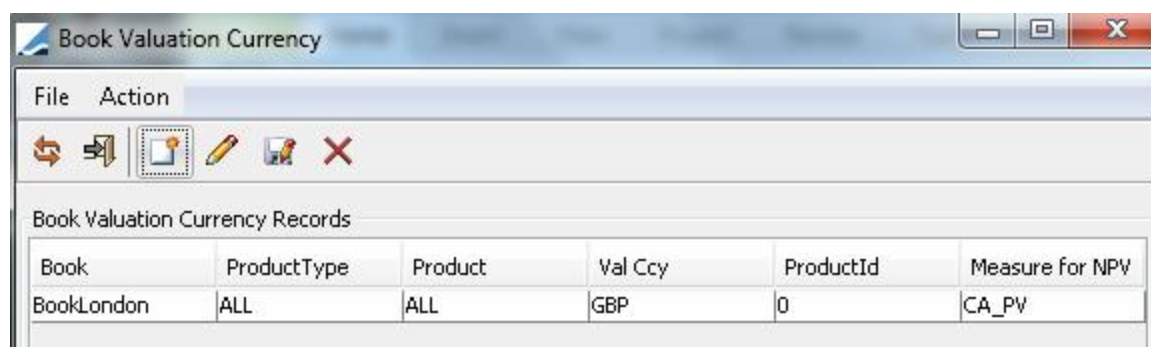 Book Valuation Currency
File Action
Book Valuation Currency Records
Book ProductType Product Val Ccy ProductId Measure for NPV
BookLondon ALL ALL GBP 0 CA_PV